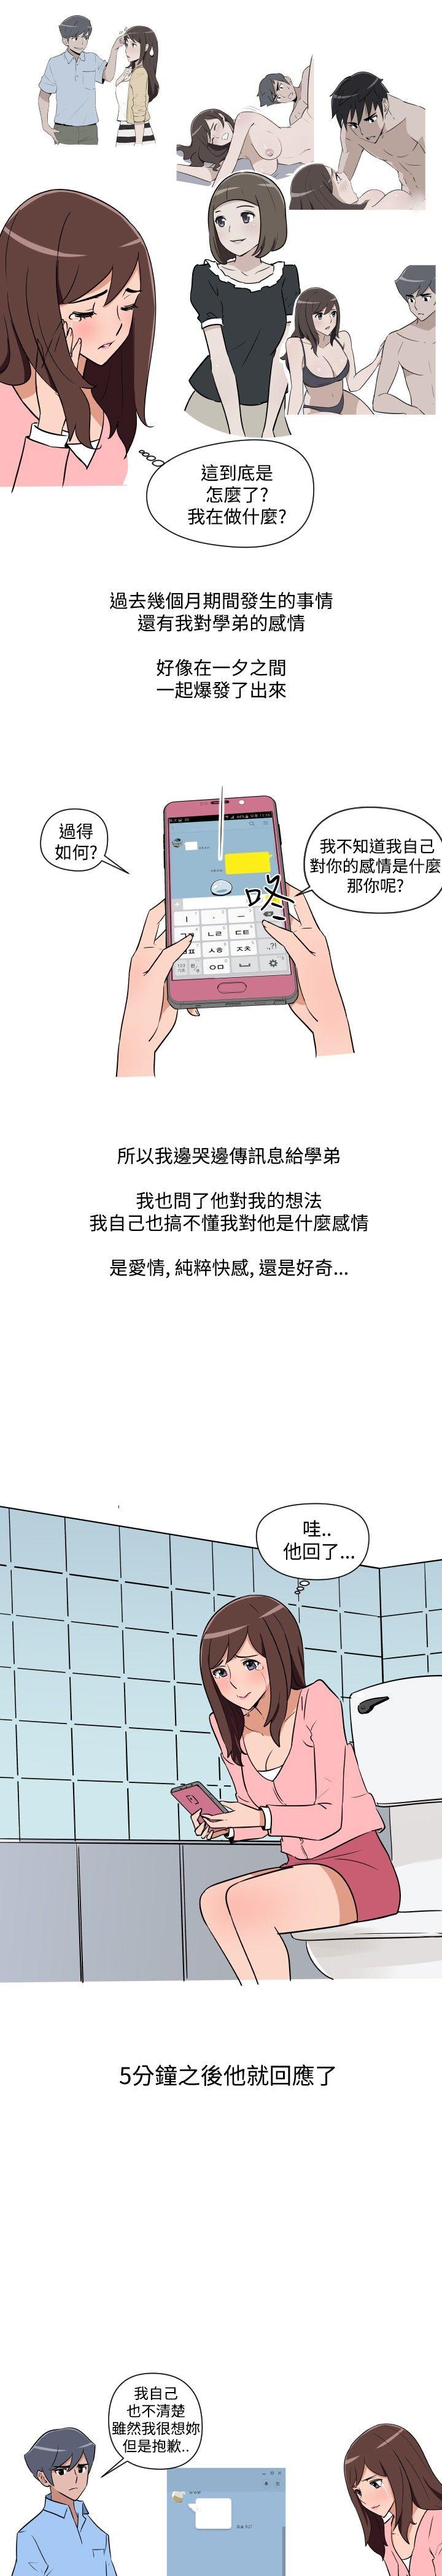 這到底是
怎麼了?
我在做什麼?
過去幾個月期間發生的事情
還有我對學弟的感情
好像在一夕之間
一起爆發了出來
過得
如何?
我不知道我自己
對你的感情是什麼
那你呢?
咚
ㅣ
ㆍ
ㅡ
ㄱㅋ
ㄴㄹ
ㄷㅌ
.,?!
ㅂㅍ
ㅅㅎ
ㅈㅊ
ㅇㅁ
ㅡ
所以我邊哭邊傳訊息給學弟
我也問了他對我的想法
我自己也搞不懂我對他是什麼感情
是愛情, 純粹快感, 還是好奇...
哇..
他回了...
5分鐘之後他就回應了
我自己
也不清楚
雖然我很想妳
但是抱歉..